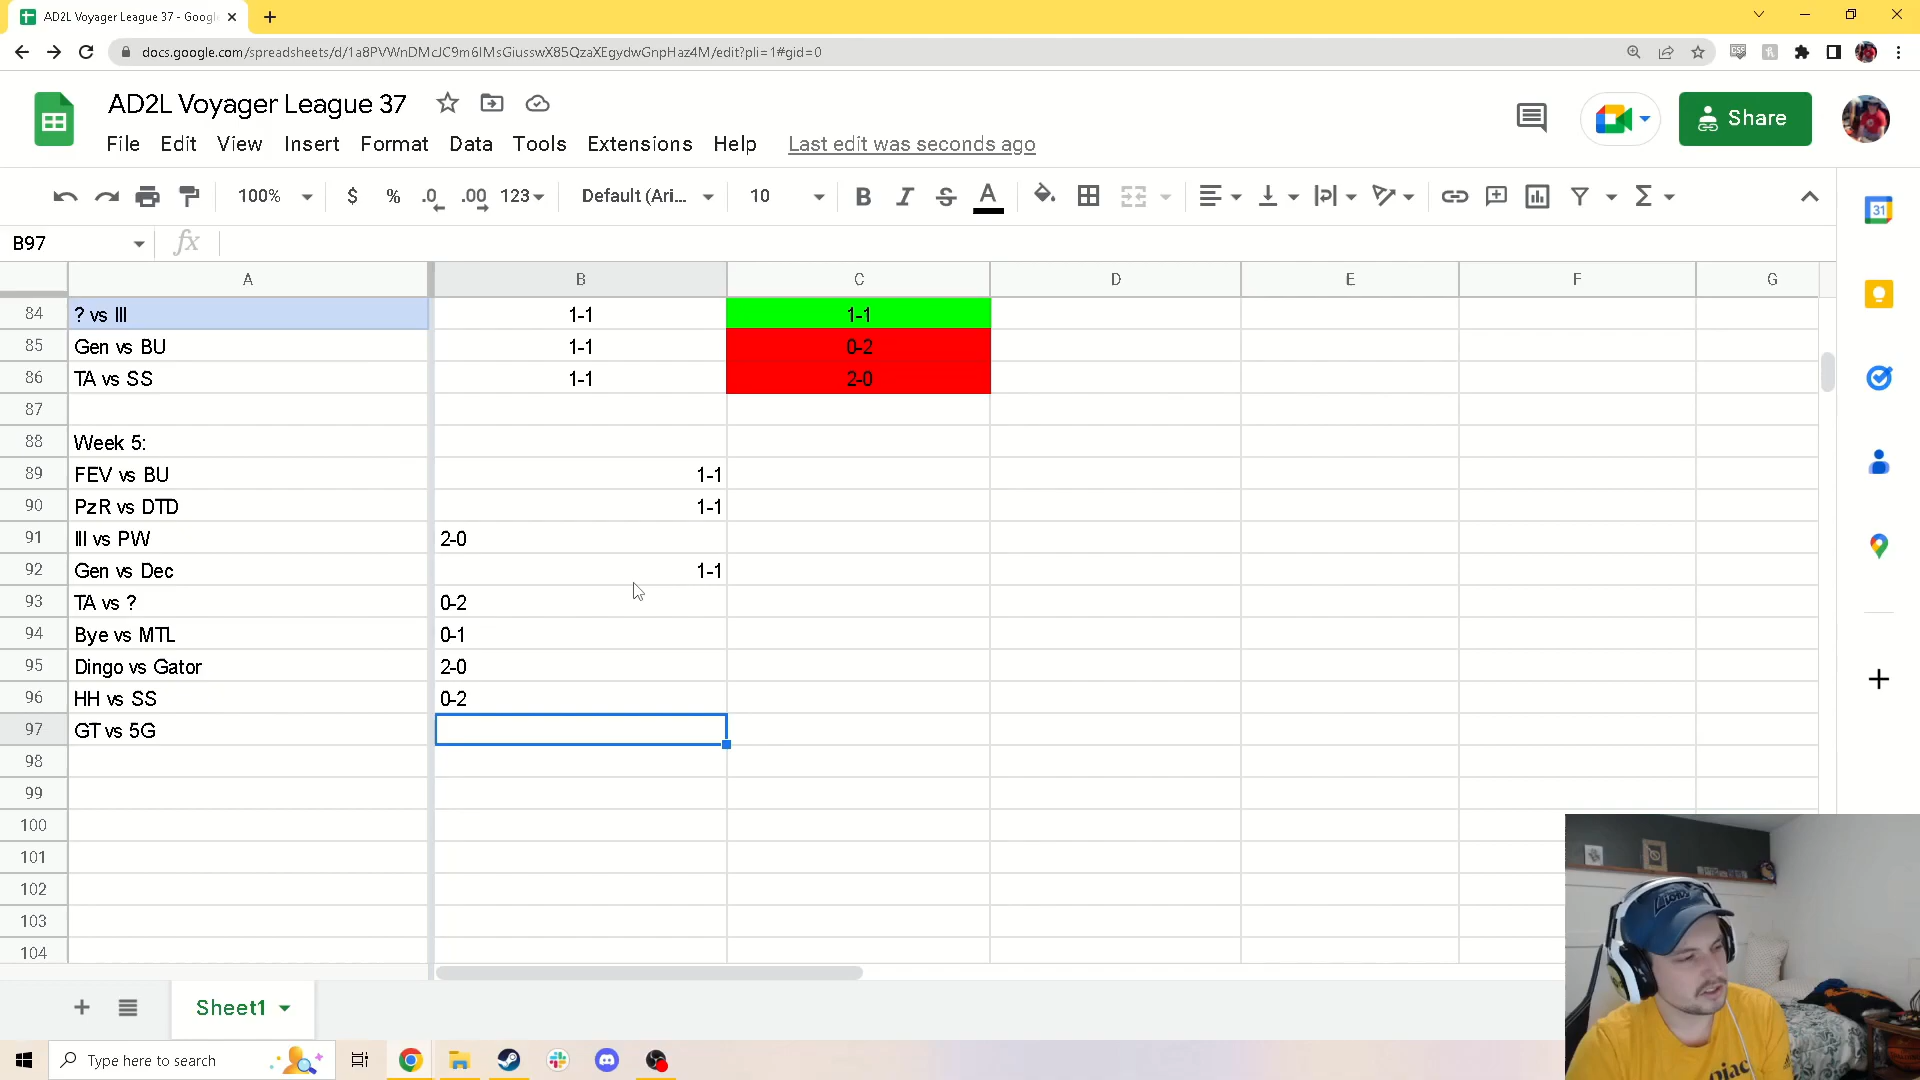 AD2L Voyager League 37 - Googl
docs.google.com/spreadsheets/d/1a8PVWnDMcJC9m6IMsGiusswX85QzaXEgydwGnpHaz4M/edit?pli=1#gid=0
AD2L Voyager League 37
File Edit View Insert Format Data Tools Extensions Help Last edit was seconds ago
Share
100% $ % .0 .00 123 Default (Ari... 10 B I S A
31
B97 fx
A B C D E F G
84 ? vs III 1-1 1-1
85 Gen vs BU 1-1 0-2
86 TA vs SS 1-1 2-0
87
88 Week 5:
89 FEV vs BU 1-1
90 PzR vs DTD 1-1
91 III vs PW 2-0
92 Gen vs Dec 1-1
93 TA vs ? 0-2
94 Bye vs MTL 0-1
95 Dingo vs Gator 2-0
96 HH vs SS 0-2
97 GT vs 5G
98
99
100
101
102
103
104
Sheet1
Type here to search